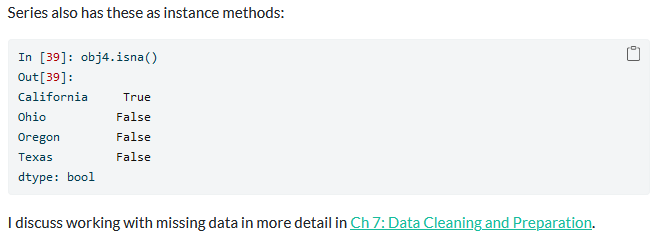 Series also has these as instance methods:
In [39]: obj4.isna()
Out[39]:
California     True
Ohio          False
Oregon        False
Texas         False
dtype: bool
I discuss working with missing data in more detail in Ch 7: Data Cleaning and Preparation.